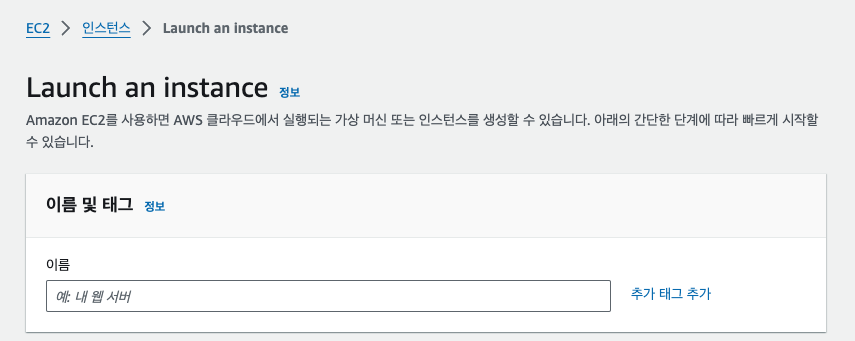 EC2 > 인스턴스 > Launch an instance
Launch an instance 정보
Amazon EC2를 사용하면 AWS 클라우드에서 실행되는 가상 머신 또는 인스턴스를 생성할 수 있습니다. 아래의 간단한 단계에 따라 빠르게 시작할
수 있습니다.
이름 및 태그 정보
이름
예: 내 웹 서버 추가 태그 추가